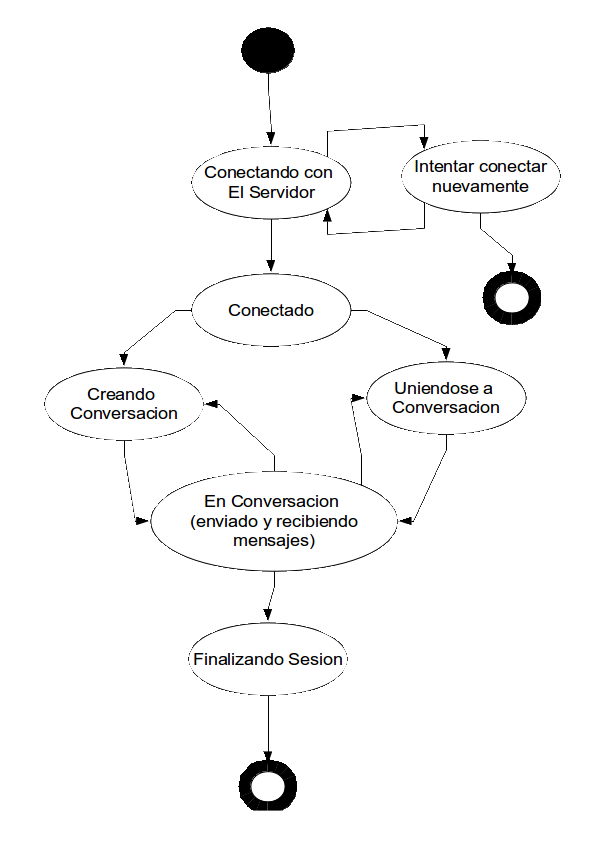 Conectando con
El Servidor
Intentar conectar
nuevamente
Conectado
Creando
Conversacion
Uniendose a
Conversacion
En Conversacion
(enviado y recibiendo
mensajes)
Finalizando Sesion